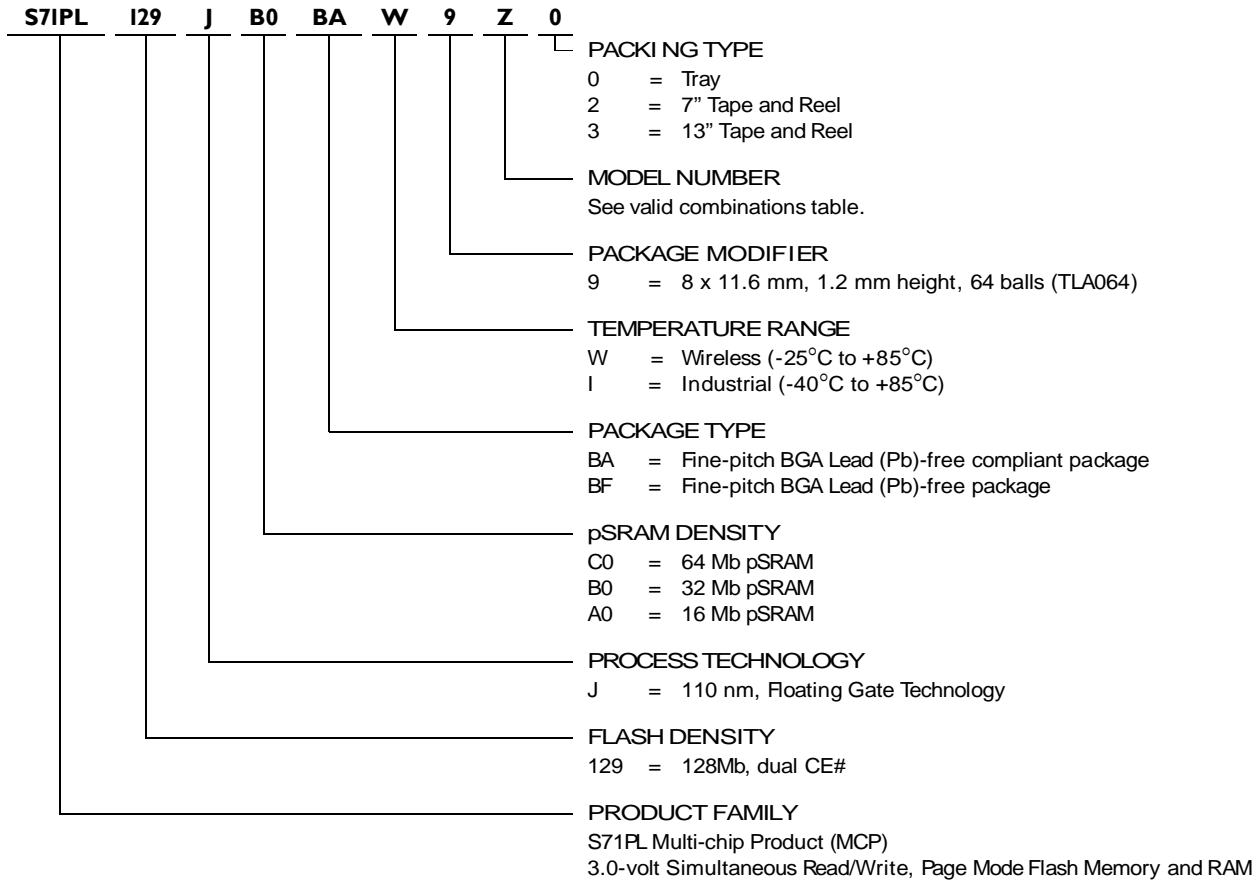 S71PL 129 J B0 BA W 9 Z 0
PACKING TYPE
0 = Tray
2 = 7” Tape and Reel
3 = 13” Tape and Reel
MODEL NUMBER
See valid combinations table.
PACKAGE MODIFIER
9 = 8 x 11.6 mm, 1.2 mm height, 64 balls (TLA064)
TEMPERATURE RANGE
W = Wireless (-25°C to +85°C)
I = Industrial (-40°C to +85°C)
PACKAGE TYPE
BA = Fine-pitch BGA Lead (Pb)-free compliant package
BF = Fine-pitch BGA Lead (Pb)-free package
pSRAM DENSITY
C0 = 64 Mb pSRAM
B0 = 32 Mb pSRAM
A0 = 16 Mb pSRAM
PROCESS TECHNOLOGY
J = 110 nm, Floating Gate Technology
FLASH DENSITY
129 = 128Mb, dual CE#
PRODUCT FAMILY
S71PL Multi-chip Product (MCP)
3.0-volt Simultaneous Read/Write, Page Mode Flash Memory and RAM